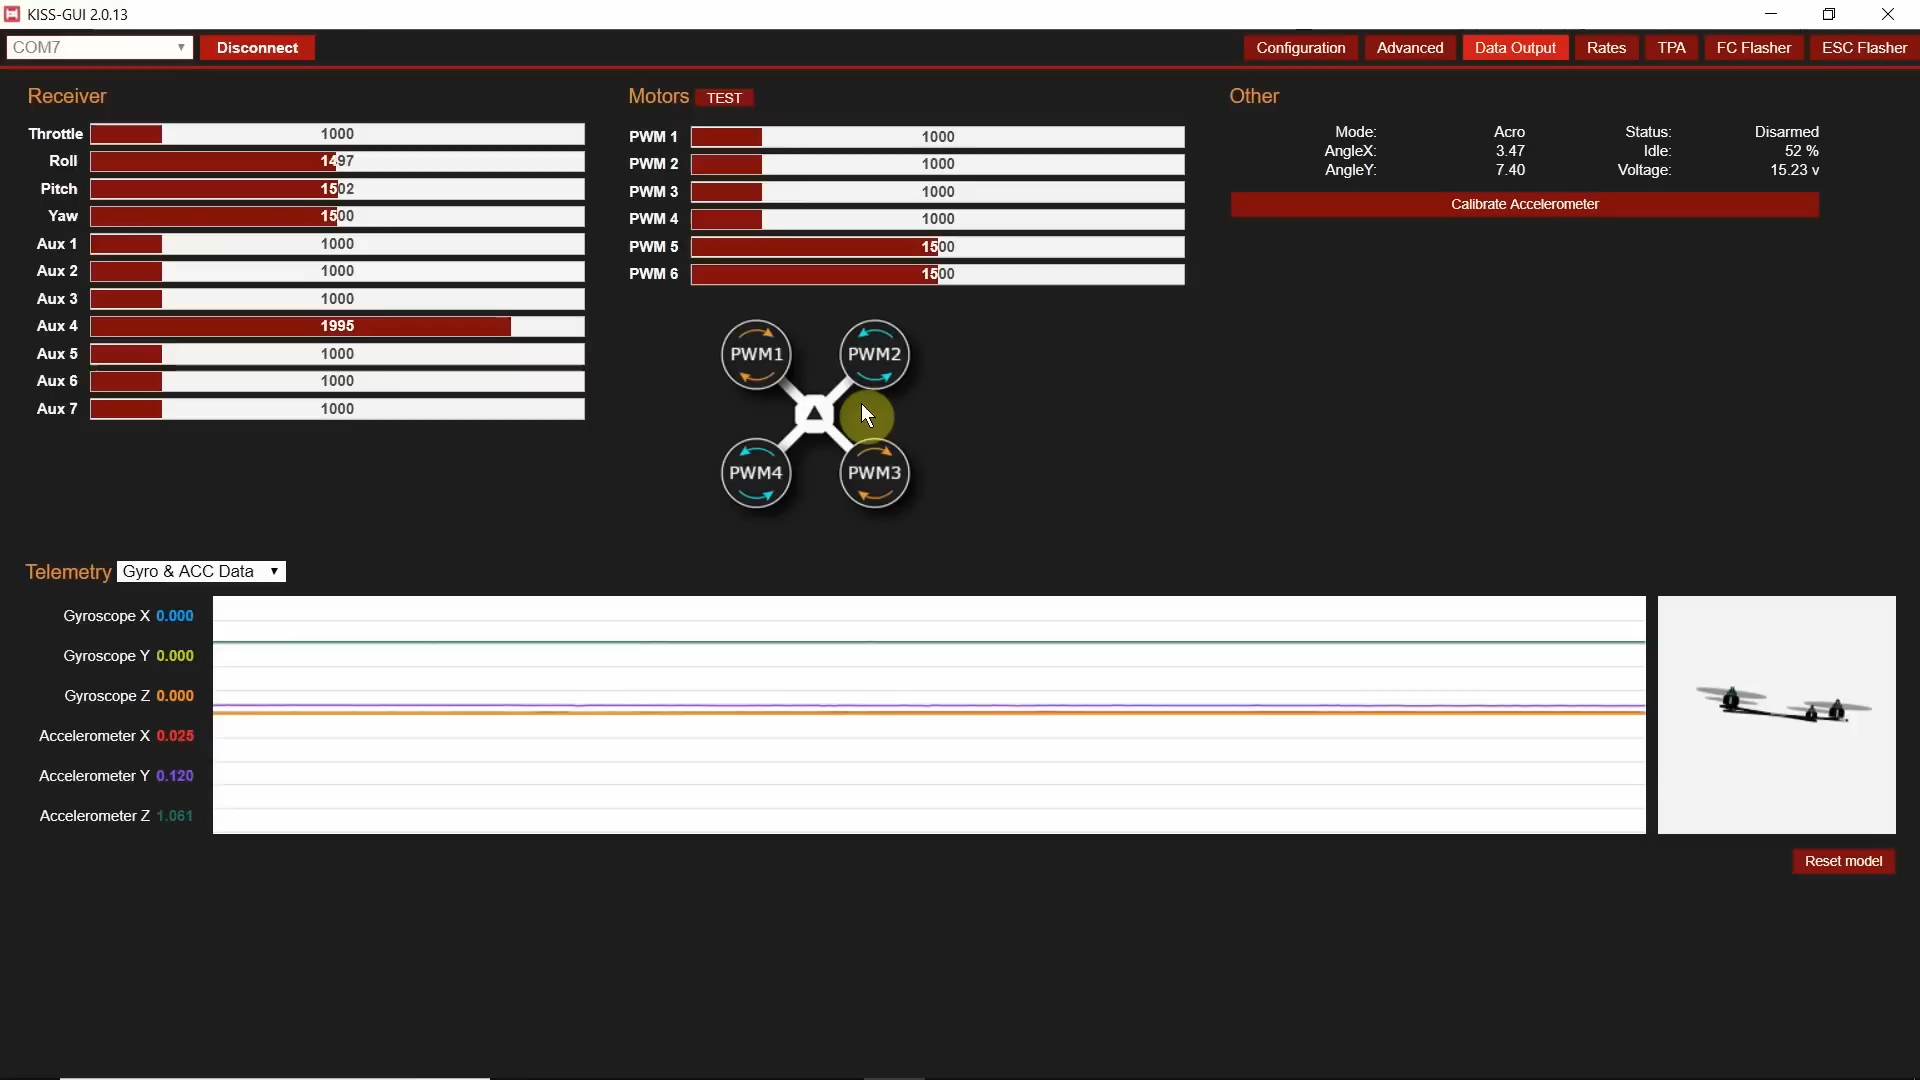 KISS-GUI 2.0.13
COM7 Disconnect Configuration Advanced Data Output Rates TPA FC Flasher ESC Flasher
Receiver
Throttle 1000
Roll 1497
Pitch 1502
Yaw 1500
Aux 1 1000
Aux 2 1000
Aux 3 1000
Aux 4 1995
Aux 5 1000
Aux 6 1000
Aux 7 1000
Motors TEST
PWM 1 1000
PWM 2 1000
PWM 3 1000
PWM 4 1000
PWM 5 1500
PWM 6 1500
PWM1 PWM2
PWM4 PWM3
Other
Mode: Acro Status: Disarmed
AngleX: 3.47 Idle: 52 %
AngleY: 7.40 Voltage: 15.23 v
Calibrate Accelerometer
Telemetry Gyro & ACC Data
Gyroscope X 0.000
Gyroscope Y 0.000
Gyroscope Z 0.000
Accelerometer X 0.025
Accelerometer Y 0.120
Accelerometer Z 1.061
Reset model